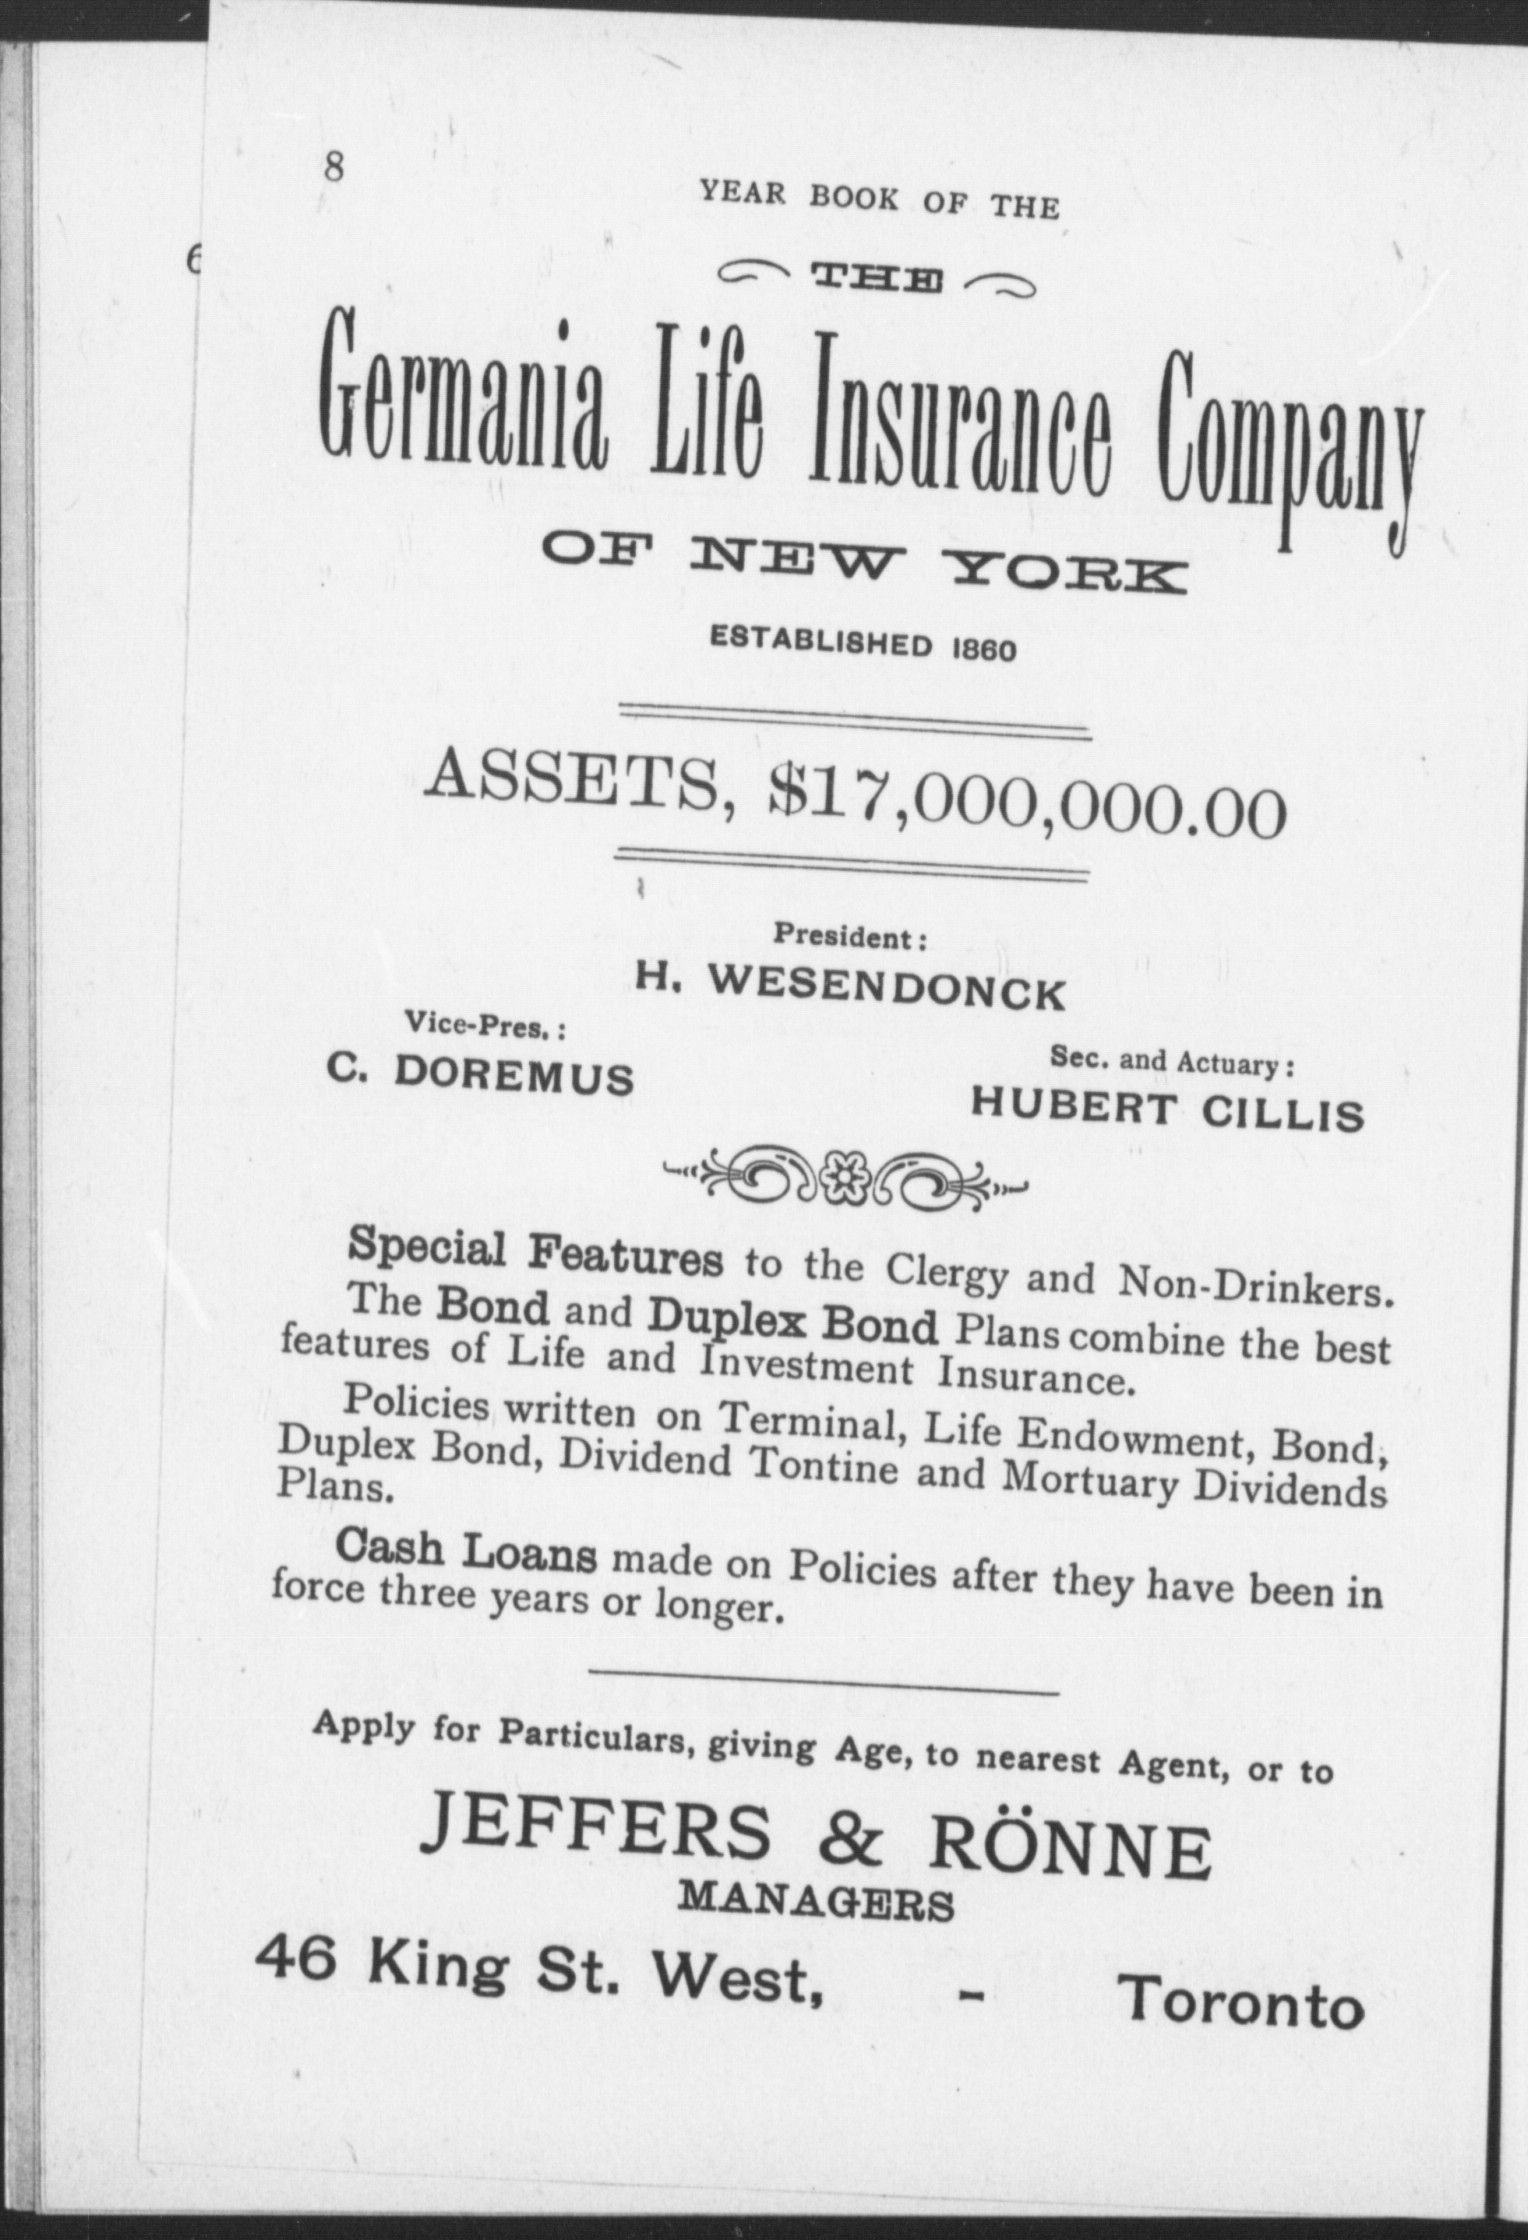 8
YEAR BOOK OF THE
6
THE
Germania Life Insurance Company
OF NEW YORK
ESTABLISHED 1860
ASSETS, $17,000,000.00
President:
H. WESENDONCK
Vice-Pres.:
C. DOREMUS
Sec. and Actuary:
HUBERT CILLIS
Special Features to the Clergy and Non-Drinkers.
The Bond and Duplex Bond Plans combine the best
features of Life and Investment Insurance.
Policies written on Terminal, Life Endowment, Bond,
Duplex Bond, Dividend Tontine and Mortuary Dividends
Plans.
Cash Loans made on Policies after they have been in
force three years or longer.
Apply for Particulars, giving Age, to nearest Agent, or to
JEFFERS & RÖNNE
MANAGERS
46 King St. West, - Toronto